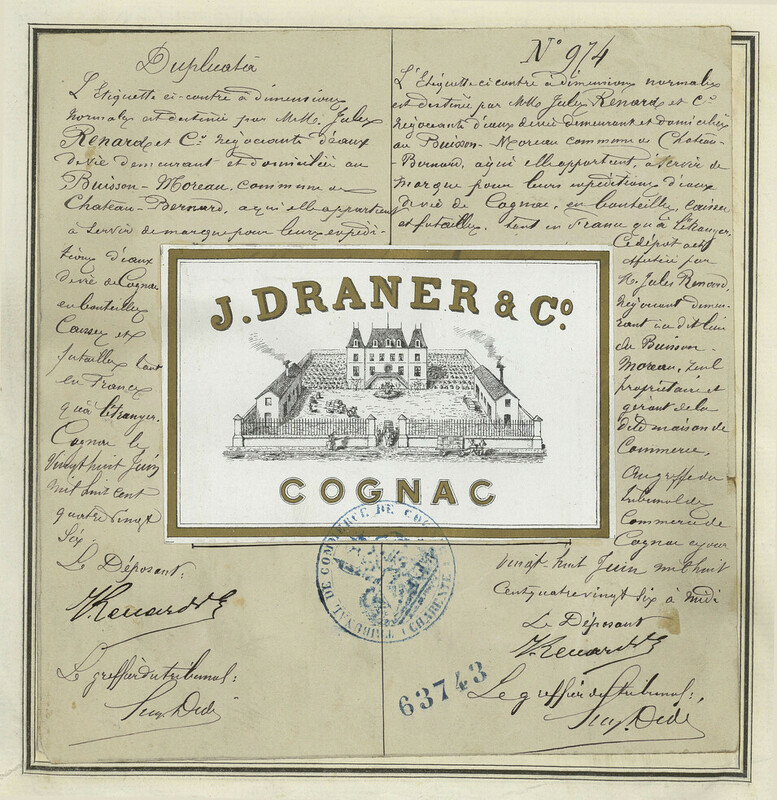 Duplicata
L'Etiquette ci-contre à dimensions
normales est destinée par M.M. Jules
Renard et Cie négociants d'eaux
de vie demeurant et domiciliés au
Buisson-Moreau commune de
Chateau-Bernard, à qui elle appartient
à servir de marque pour leurs expédi-
tions d'eaux
de vie de Cognac
en bouteilles
Caisses et
futailles tant
en France
qu'à l'étranger.
Cognac le
Vingt huit Juin
mil huit cent
quatre vingt
Six.
Le Déposant:
J Renard & Cie
Le greffier du tribunal:
N° 974
L'Etiquette ci contre à dimensions normales
est destinée par M.M. Jules Renard et Cie
négociants d'eaux de vie demeurant et domiciliés
au Buisson-Moreau commune de Chateau-
Bernard, à qui elle appartient, à servir de
marque pour leurs expéditions d'eaux
de vie de Cognac, en bouteilles, caisses
et futailles, tant en France qu'à l'étranger.
Ce dépôt a été
effectué par
M. Jules Renard,
négociant demeu-
rant au dit lieu
du Buisson-
Moreau, seul
propriétaire et
gérant de la
dite maison de
Commerce,
Au greffe du
tribunal de
Commerce de
Cognac ce jour
vingt-huit Juin mil huit
Cent quatre vingt six à midi
Le Déposant
J Renard & Cie
Le greffier du tribunal:
J. DRANER & Co.
COGNAC
TRIBUNAL DE COMMERCE DE COGNAC
CHARENTE
63743